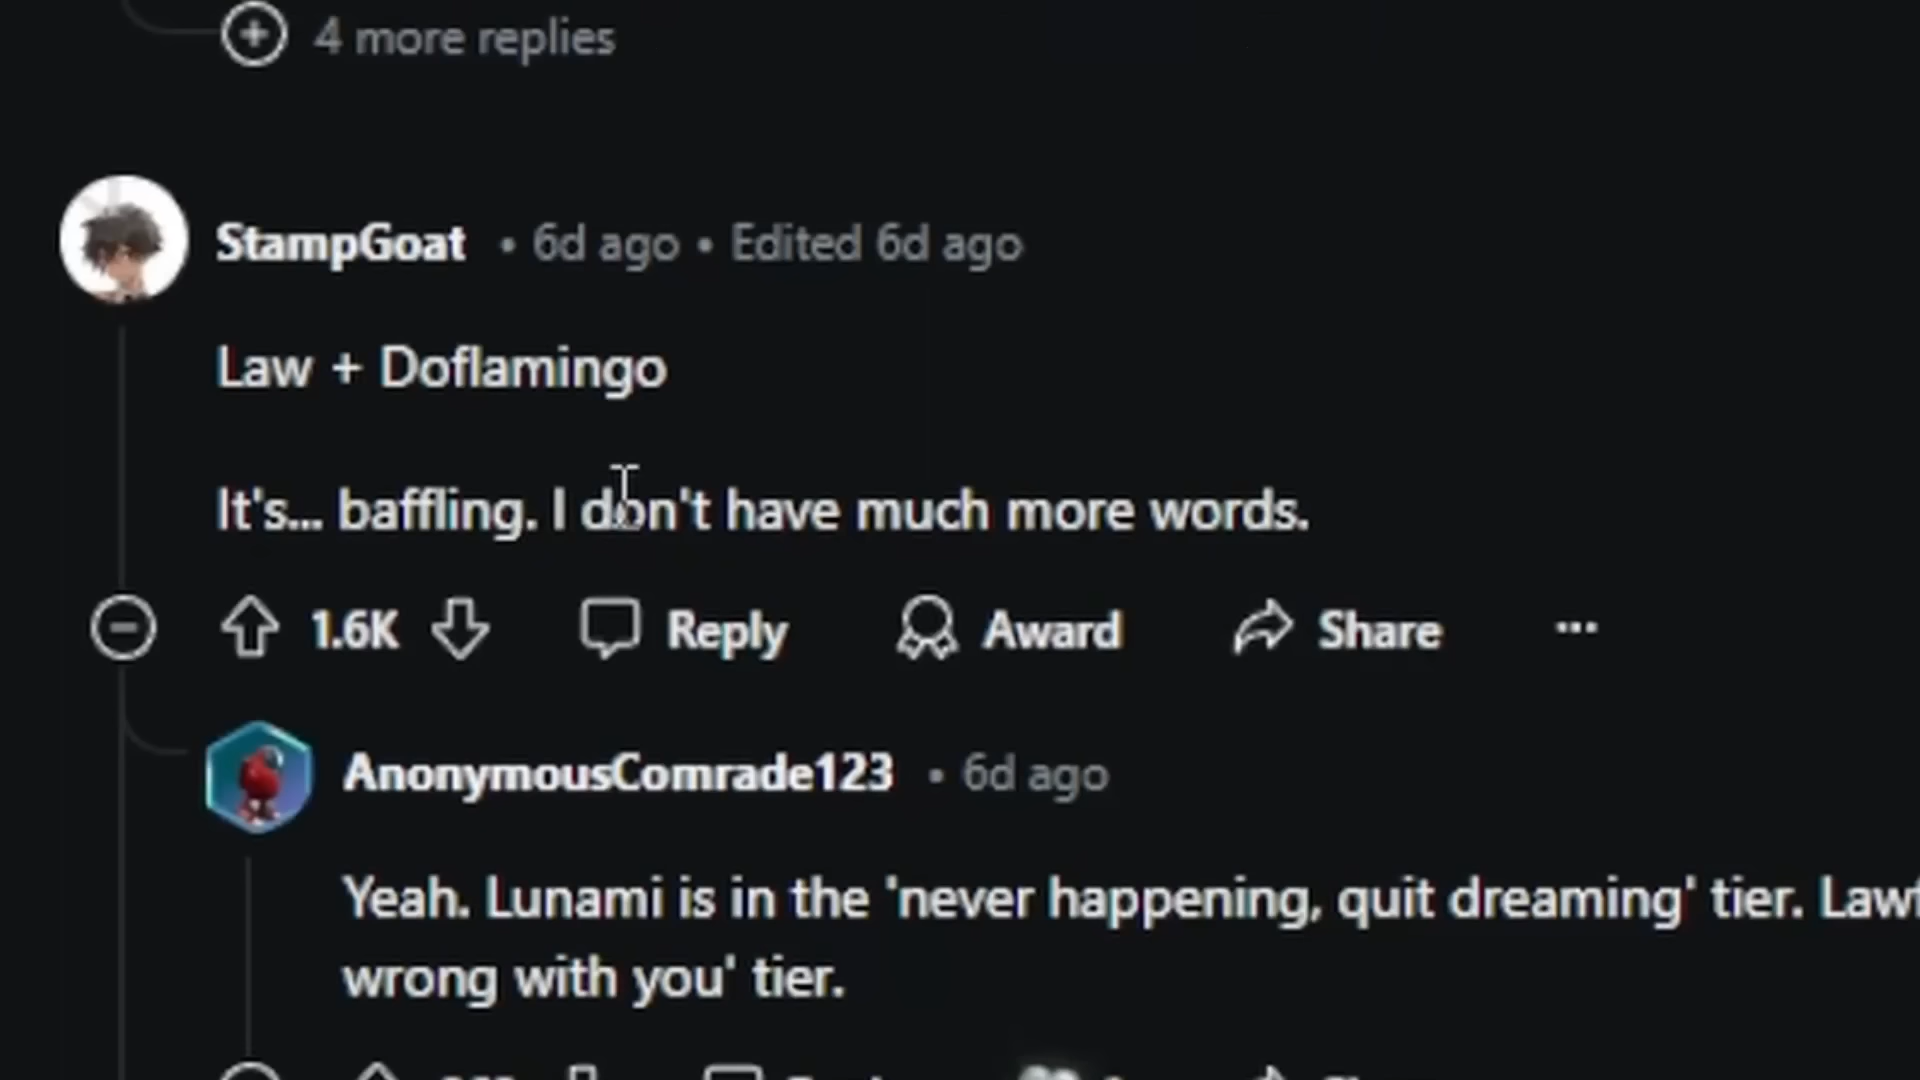 4 more replies
StampGoat • 6d ago • Edited 6d ago
Law + Doflamingo
It's... baffling. I don't have much more words.
1.6K Reply Award Share ...
AnonymousComrade123 • 6d ago
Yeah. Lunami is in the 'never happening, quit dreaming' tier.
wrong with you' tier.